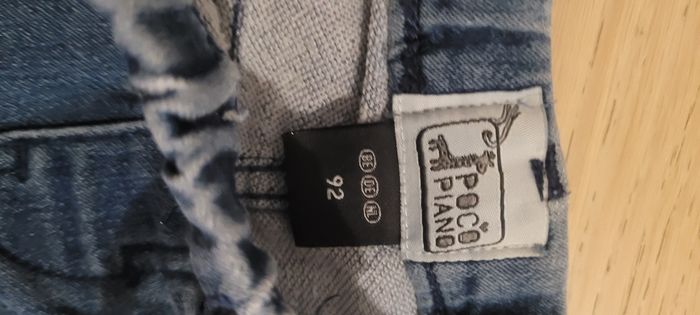 POCO
PIANO
BE DE NL
92